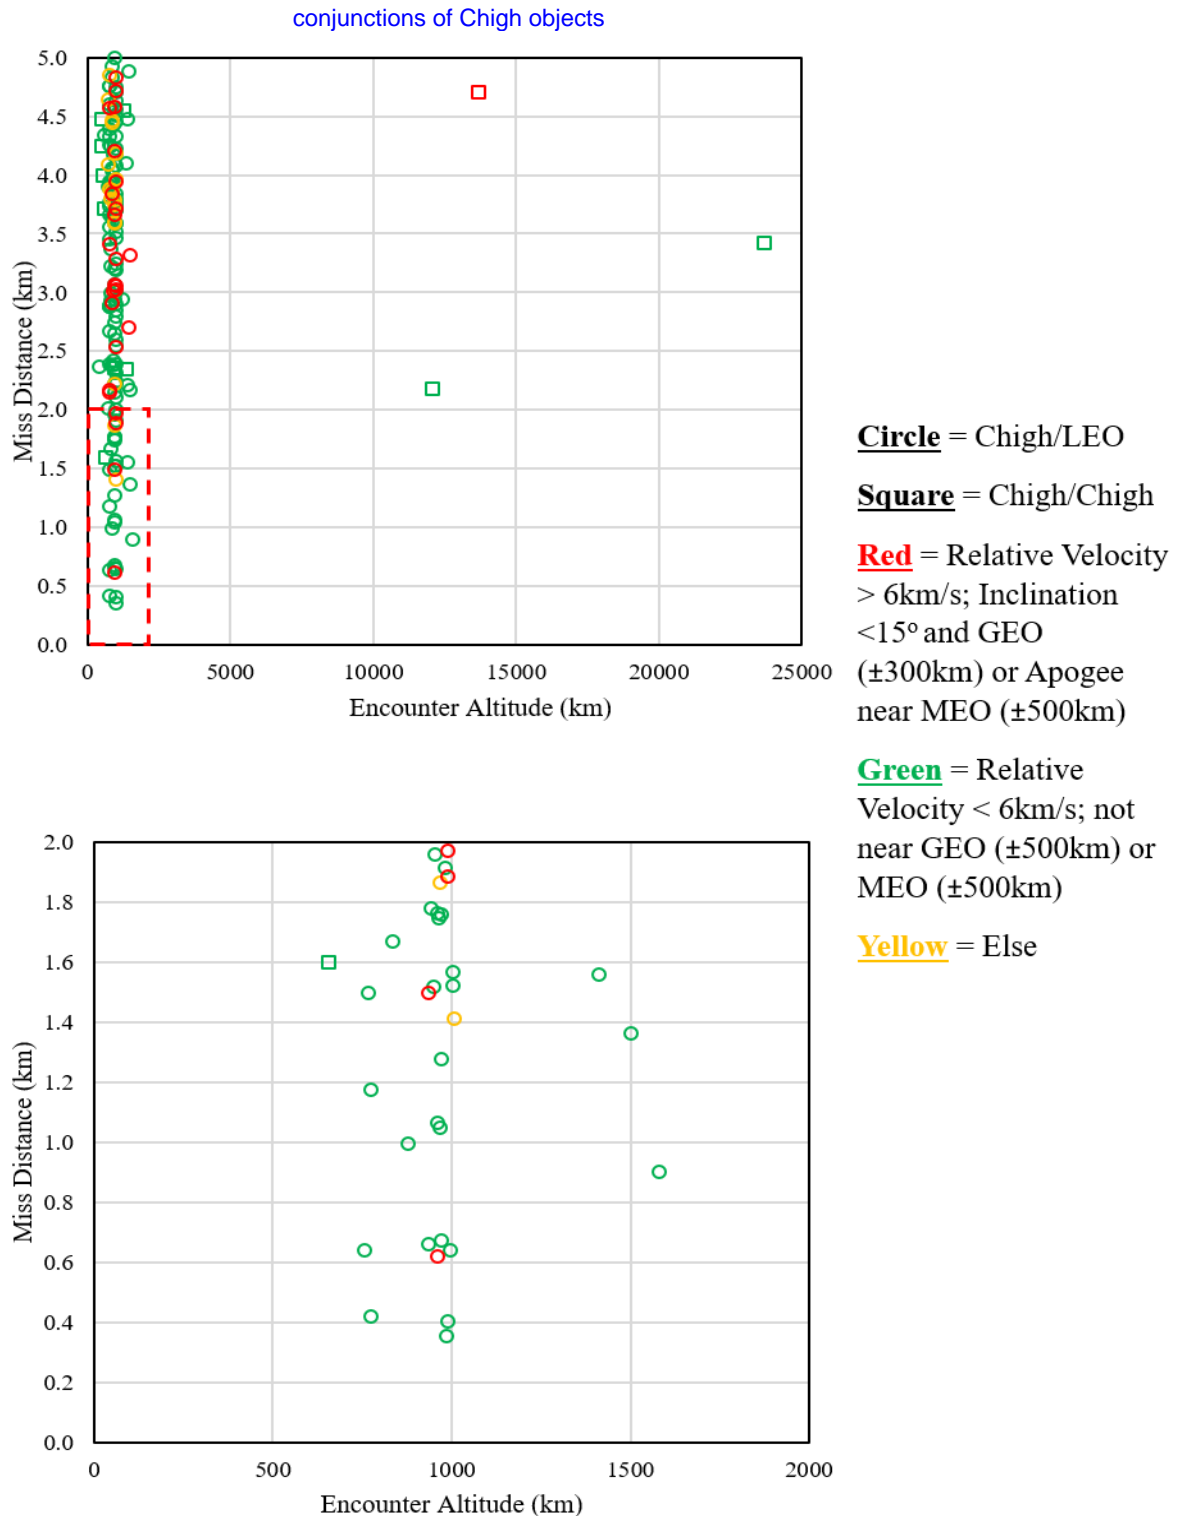 conjunctions of Chigh objects
5.0
4.5
4.0
3.5
3.0
2.5
2.0
1.5
1.0
0.5
0.0
Miss Distance (km)
0 5000 10000 15000 20000 25000
Encounter Altitude (km)
Circle = Chigh/LEO
Square = Chigh/Chigh
Red = Relative Velocity
> 6km/s; Inclination
<15º and GEO
(±300km) or Apogee
near MEO (±500km)
Green = Relative
Velocity < 6km/s; not
near GEO (±500km) or
MEO (±500km)
Yellow = Else
2.0
1.8
1.6
1.4
1.2
1.0
0.8
0.6
0.4
0.2
0.0
Miss Distance (km)
0 500 1000 1500 2000
Encounter Altitude (km)